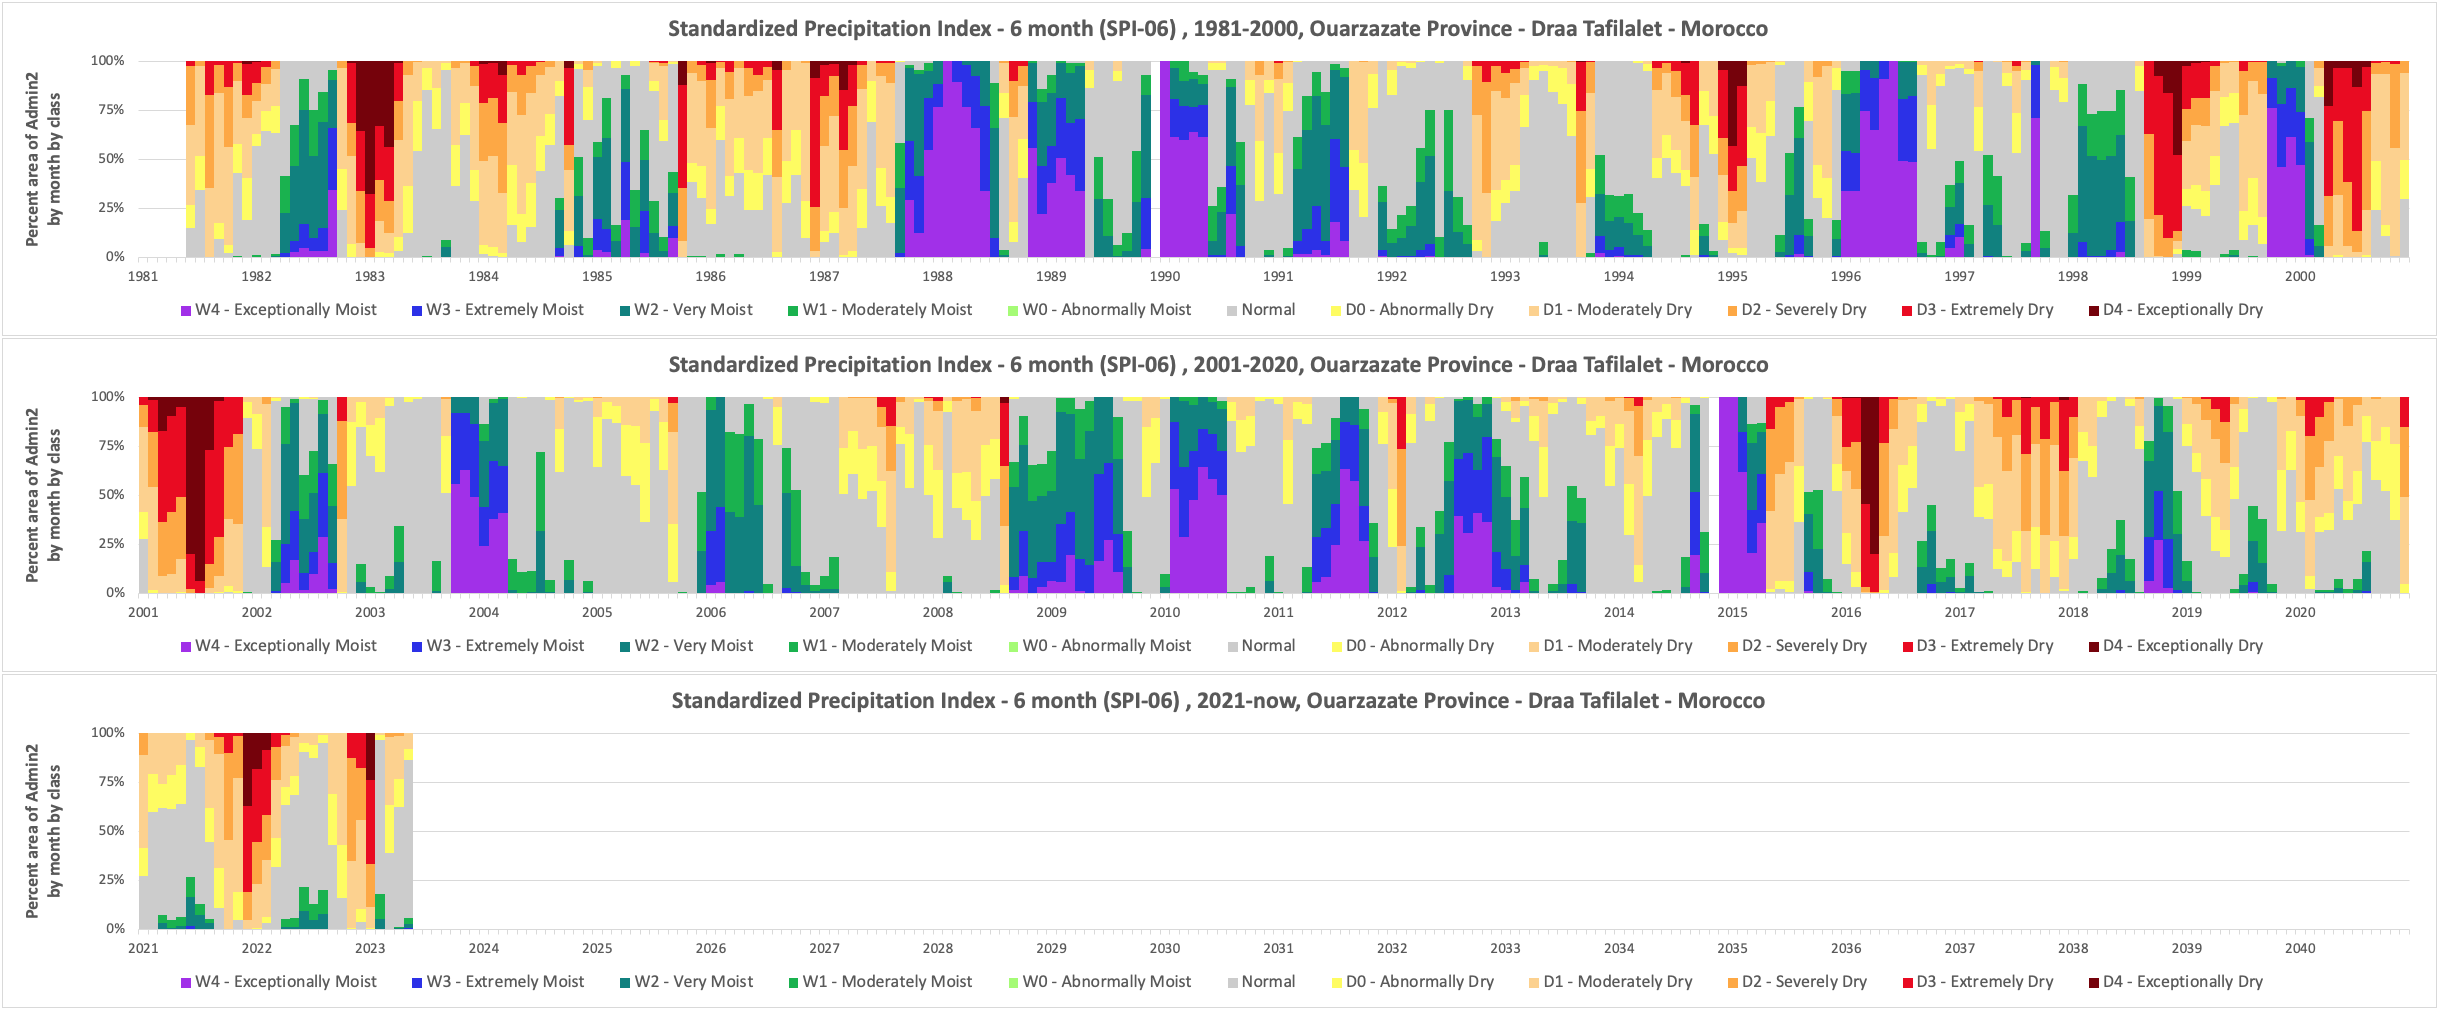 Standardized Precipitation Index - 6 month (SPI-06) , 1981-2000, Ouarzazate Province - Draa Tafilalet - Morocco
Percent area of Admin2
by month by class
100%
75%
50%
25%
0%
1981 1982 1983 1984 1985 1986 1987 1988 1989 1990 1991 1992 1993 1994 1995 1996 1997 1998 1999 2000
W4 - Exceptionally Moist W3 - Extremely Moist W2 - Very Moist W1 - Moderately Moist W0 - Abnormally Moist Normal D0 - Abnormally Dry D1 - Moderately Dry D2 - Severely Dry D3 - Extremely Dry D4 - Exceptionally Dry
Standardized Precipitation Index - 6 month (SPI-06) , 2001-2020, Ouarzazate Province - Draa Tafilalet - Morocco
Percent area of Admin2
by month by class
100%
75%
50%
25%
0%
2001 2002 2003 2004 2005 2006 2007 2008 2009 2010 2011 2012 2013 2014 2015 2016 2017 2018 2019 2020
W4 - Exceptionally Moist W3 - Extremely Moist W2 - Very Moist W1 - Moderately Moist W0 - Abnormally Moist Normal D0 - Abnormally Dry D1 - Moderately Dry D2 - Severely Dry D3 - Extremely Dry D4 - Exceptionally Dry
Standardized Precipitation Index - 6 month (SPI-06) , 2021-now, Ouarzazate Province - Draa Tafilalet - Morocco
Percent area of Admin2
by month by class
100%
75%
50%
25%
0%
2021 2022 2023 2024 2025 2026 2027 2028 2029 2030 2031 2032 2033 2034 2035 2036 2037 2038 2039 2040
W4 - Exceptionally Moist W3 - Extremely Moist W2 - Very Moist W1 - Moderately Moist W0 - Abnormally Moist Normal D0 - Abnormally Dry D1 - Moderately Dry D2 - Severely Dry D3 - Extremely Dry D4 - Exceptionally Dry